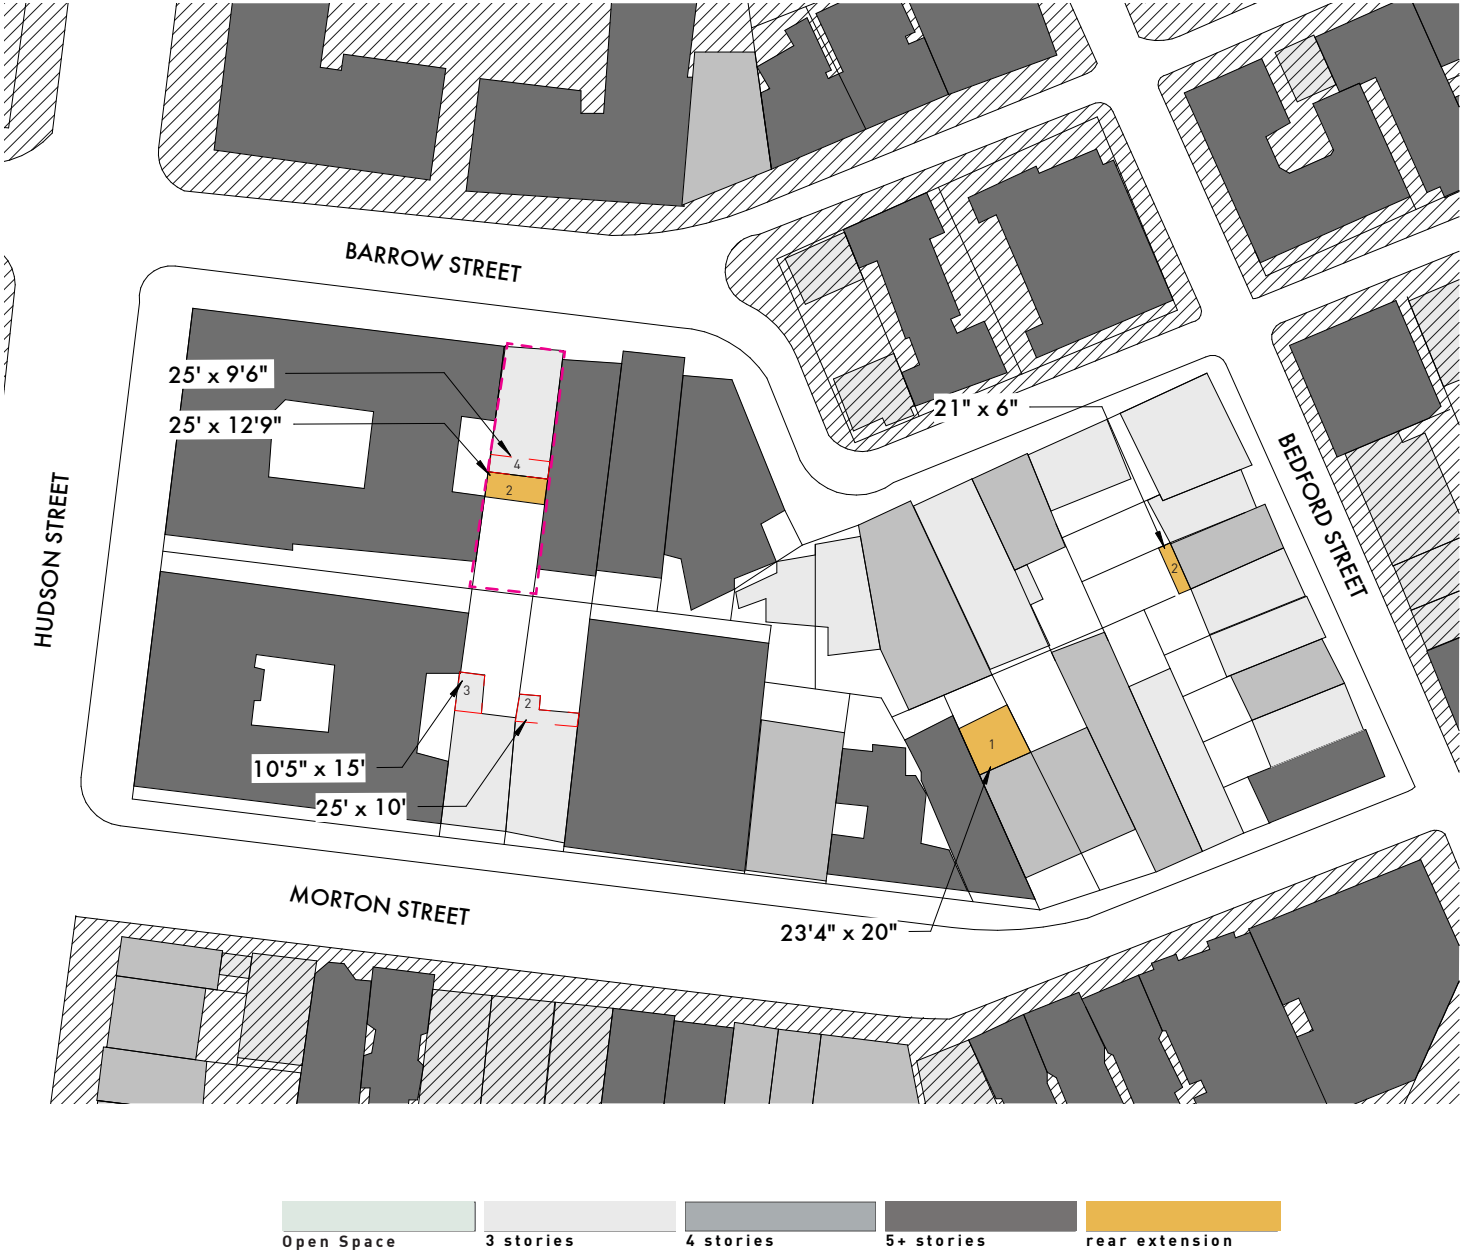 BARROW STREET
25' x 9'6"
25' x 12'9"
4
2
21" x 6"
2
BEDFORD STREET
HUDSON STREET
3
2
1
10'5" x 15'
25' x 10'
MORTON STREET
23'4" x 20"
Open Space
3 stories
4 stories
5+ stories
rear extension